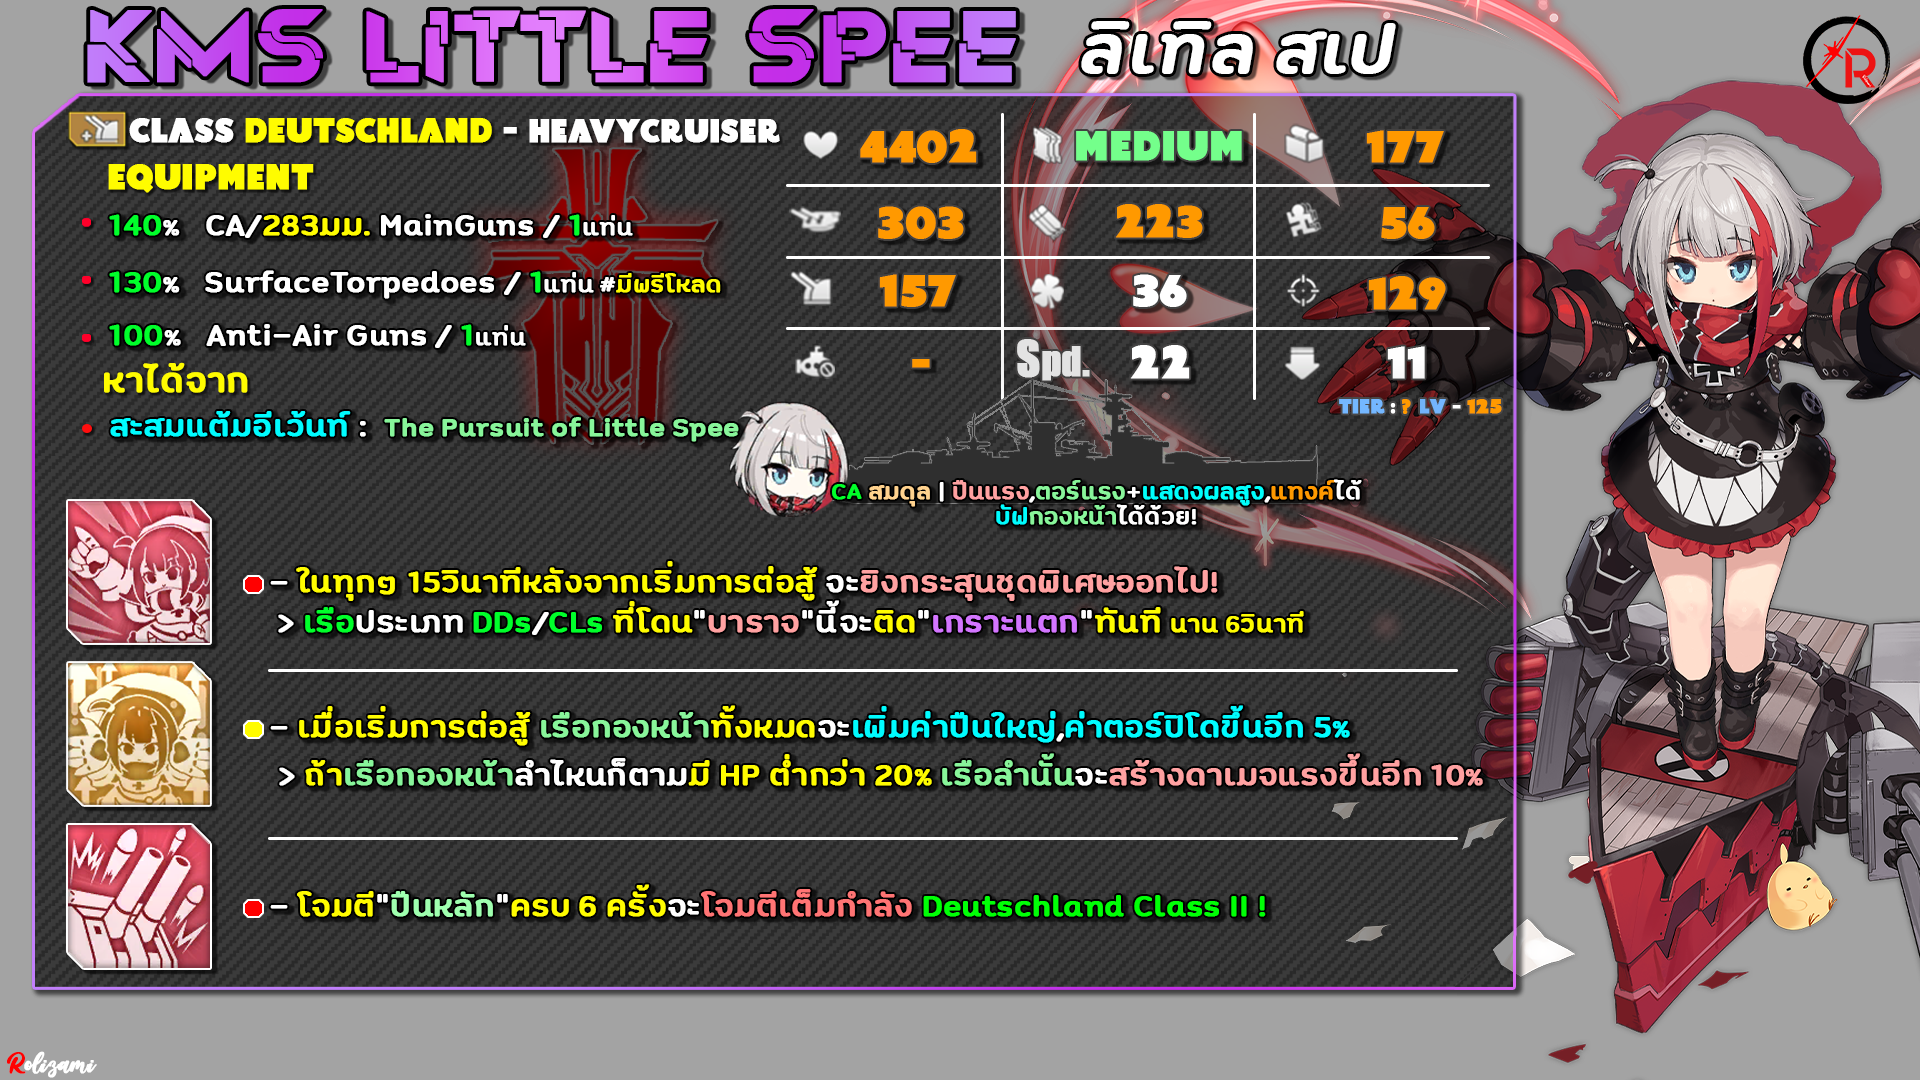 KMS LITTLE SPEE ลิเทิล สเป
R
CLASS DEUTSCHLAND - HEAVYCRUISER
EQUIPMENT
140% CA/283มม. MainGuns / 1แท่น
130% SurfaceTorpedoes / 1แท่น #มีพรีโหลด
100% Anti-Air Guns / 1แท่น
หาได้จาก
สะสมแต้มอีเว้นท์ : The Pursuit of Little Spee
4402 MEDIUM 177
303 223 56
157 36 129
- Spd. 22 11
TIER : ? LV - 125
CA สมดุล | ปืนแรง,ตอร์แรง+แสดงผลสูง,แทงค์ได้
บัฟกองหน้าได้ด้วย!
- ในทุกๆ 15วินาทีหลังจากเริ่มการต่อสู้ จะยิงกระสุนชุดพิเศษออกไป!
> เรือประเภท DDs/CLs ที่โดน"บาราจ"นี้จะติด"เกราะแตก"ทันที นาน 6วินาที
- เมื่อเริ่มการต่อสู้ เรือกองหน้าทั้งหมดจะเพิ่มค่าปืนใหญ่,ค่าตอร์ปิโดขึ้นอีก 5%
> ถ้าเรือกองหน้าลำไหนก็ตามมี HP ต่ำกว่า 20% เรือลำนั้นจะสร้างดาเมจแรงขึ้นอีก 10%
- โจมตี"ปืนหลัก"ครบ 6 ครั้งจะโจมตีเต็มกำลัง Deutschland Class II !
Rolizami